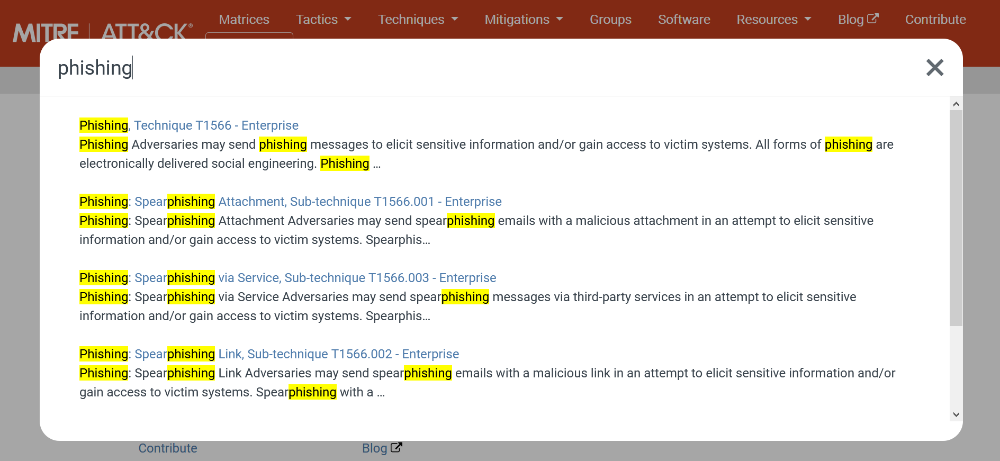 MITRE | ATT&CK®
Matrices
Tactics
Techniques
Mitigations
Groups
Software
Resources
Blog
Contribute
phishing
Phishing, Technique T1566 - Enterprise
Phishing Adversaries may send phishing messages to elicit sensitive information and/or gain access to victim systems. All forms of phishing are
electronically delivered social engineering. Phishing ...
Phishing: Spearphishing Attachment, Sub-technique T1566.001 - Enterprise
Phishing: Spearphishing Attachment Adversaries may send spearphishing emails with a malicious attachment in an attempt to elicit sensitive
information and/or gain access to victim systems. Spearphis...
Phishing: Spearphishing via Service, Sub-technique T1566.003 - Enterprise
Phishing: Spearphishing via Service Adversaries may send spearphishing messages via third-party services in an attempt to elicit sensitive
information and/or gain access to victim systems. Spearphis...
Phishing: Spearphishing Link, Sub-technique T1566.002 - Enterprise
Phishing: Spearphishing Link Adversaries may send spearphishing emails with a malicious link in an attempt to elicit sensitive information and/or
gain access to victim systems. Spearphishing with a ...
Contribute
Blog